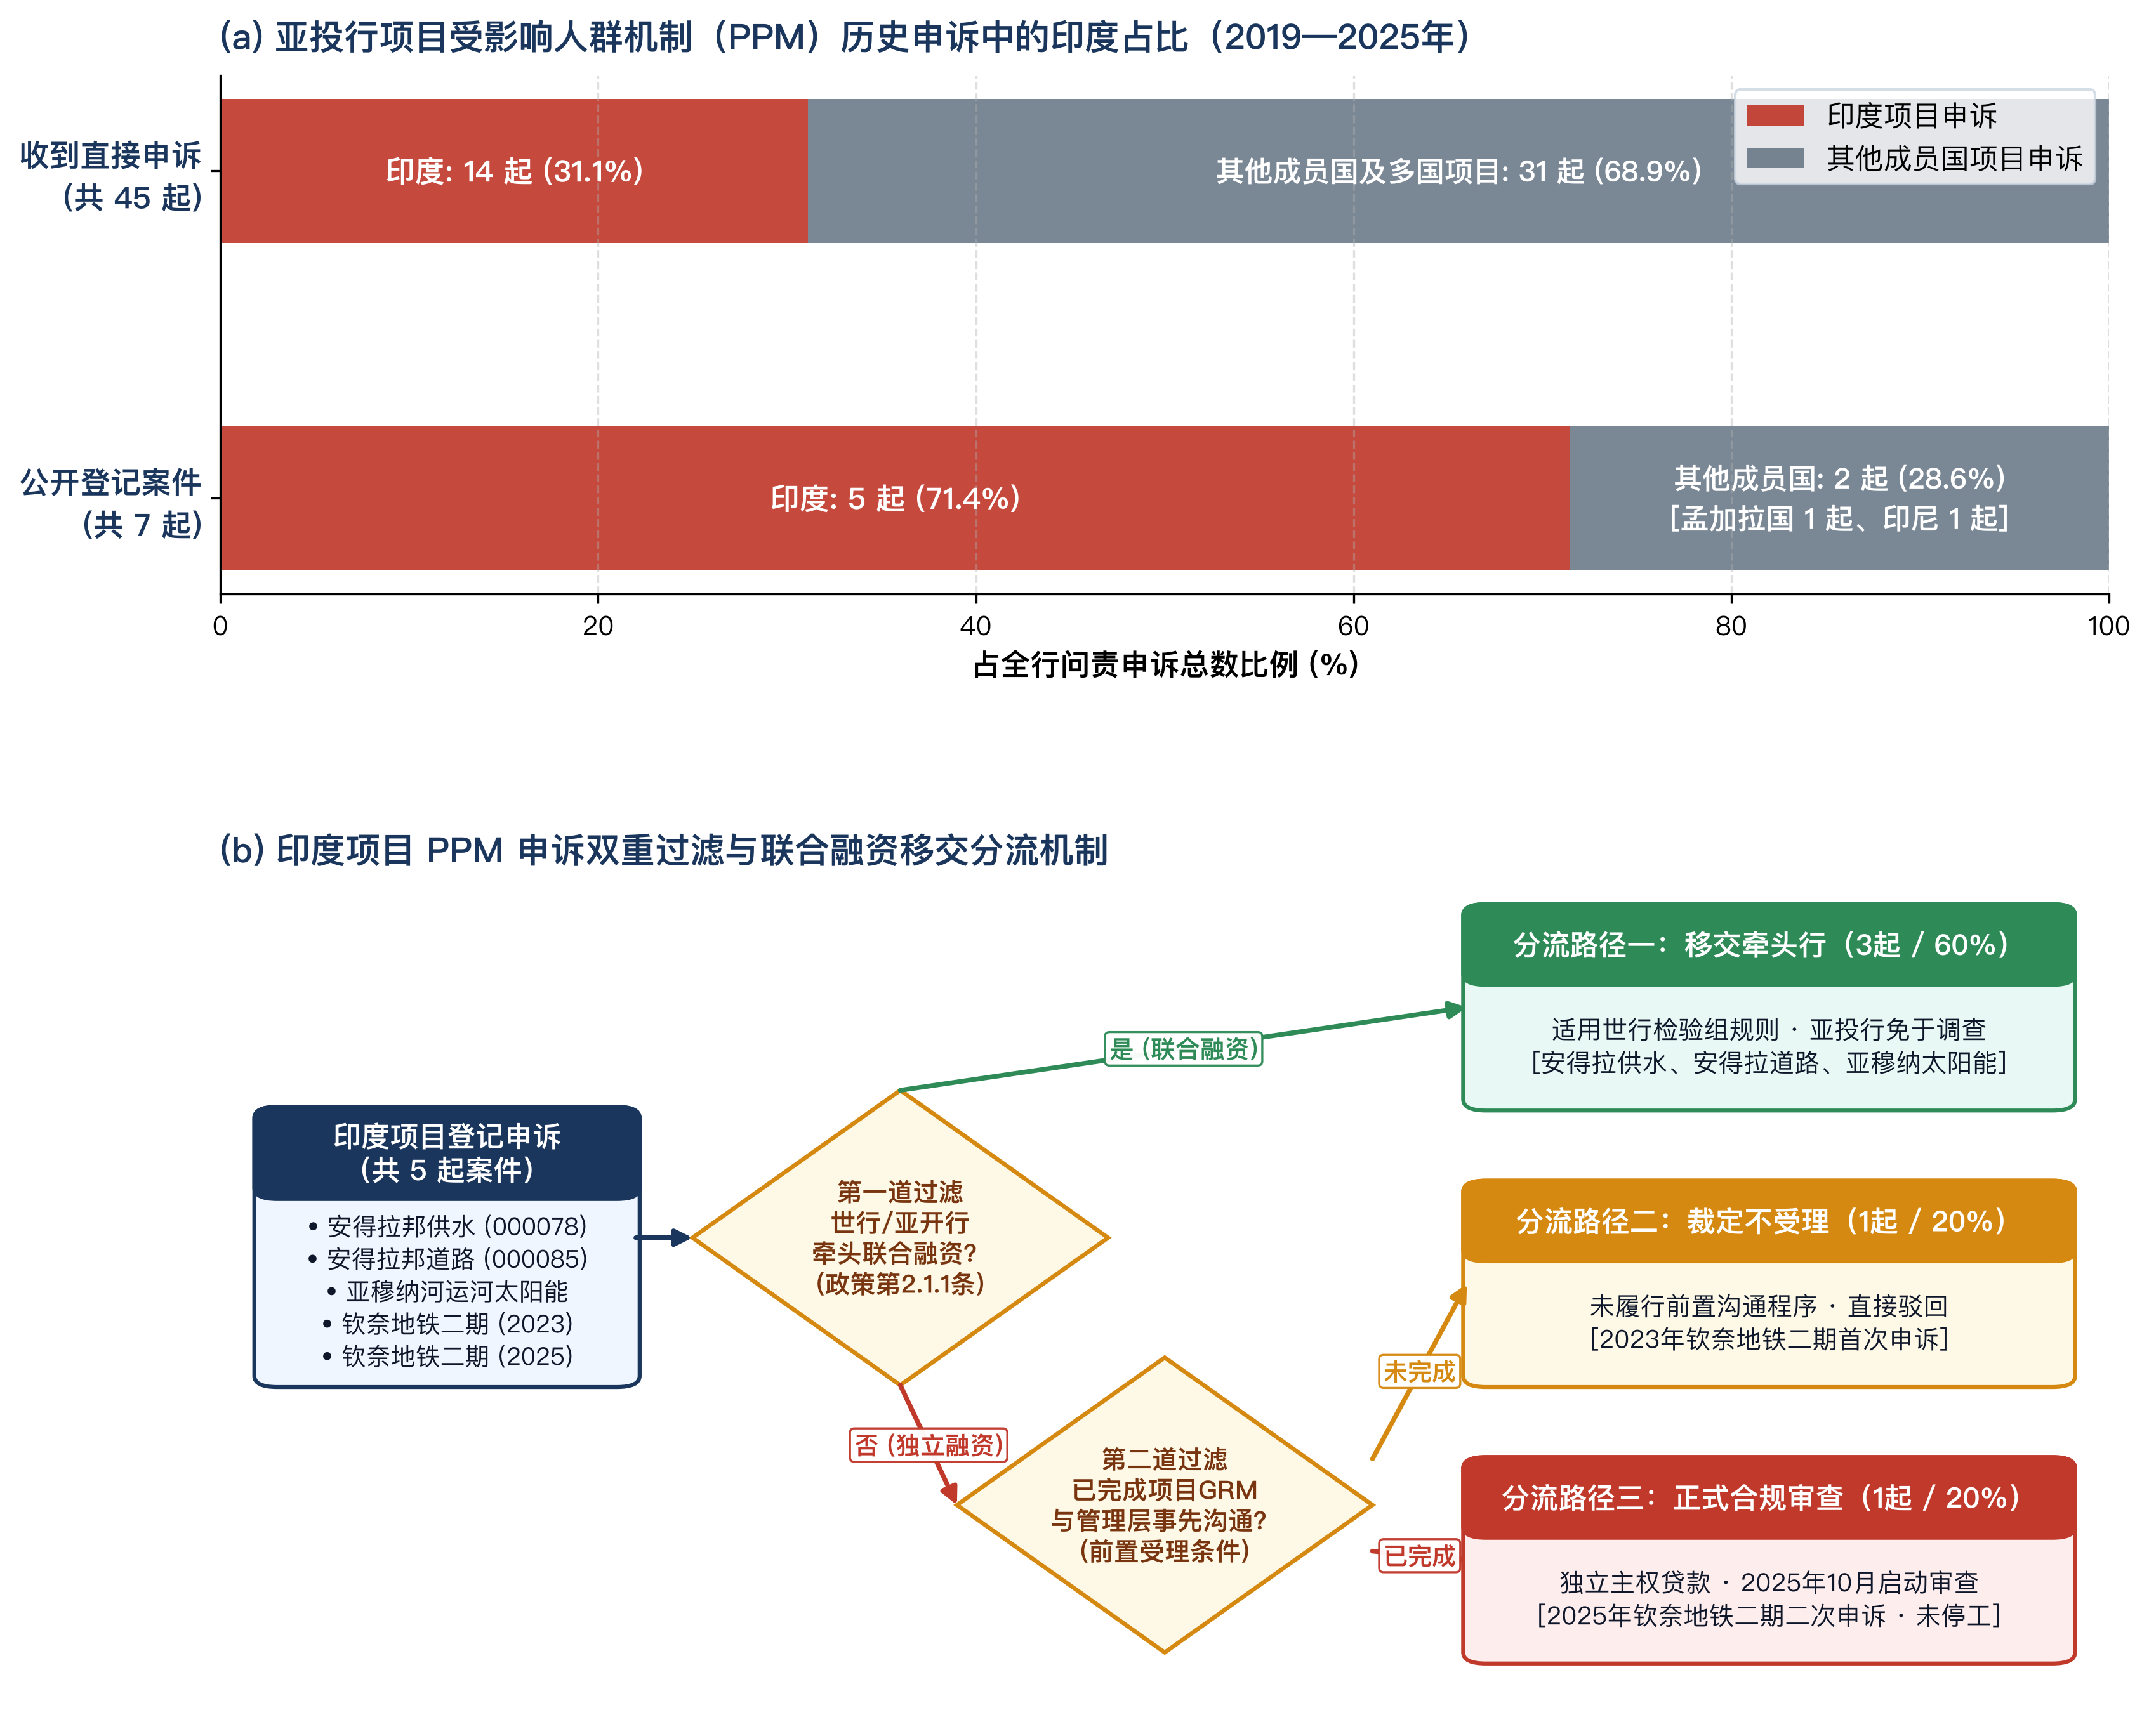 (a) 亚投行项目受影响人群机制（PPM）历史申诉中的印度占比（2019—2025年）
印度项目申诉
其他成员国项目申诉
收到直接申诉
(共 45 起)
印度: 14 起 (31.1%)
其他成员国及多国项目: 31 起 (68.9%)
公开登记案件
(共 7 起)
印度: 5 起 (71.4%)
其他成员国: 2 起 (28.6%)
[孟加拉国 1 起、印尼 1 起]
0
20
40
60
80
100
占全行问责申诉总数比例 (%)
(b) 印度项目 PPM 申诉双重过滤与联合融资移交分流机制
印度项目登记申诉
(共 5 起案件)
• 安得拉邦供水 (000078)
• 安得拉邦道路 (000085)
• 亚穆纳河运河太阳能
• 钦奈地铁二期 (2023)
• 钦奈地铁二期 (2025)
第一道过滤
世行/亚开行
牵头联合融资?
(政策第2.1.1条)
是 (联合融资)
否 (独立融资)
第二道过滤
已完成项目GRM
与管理层事先沟通?
(前置受理条件)
未完成
已完成
分流路径一：移交牵头行（3起 / 60%）
适用世行检验组规则 · 亚投行免于调查
[安得拉供水、安得拉道路、亚穆纳太阳能]
分流路径二：裁定不受理（1起 / 20%）
未履行前置沟通程序 · 直接驳回
[2023年钦奈地铁二期首次申诉]
分流路径三：正式合规审查（1起 / 20%）
独立主权贷款 · 2025年10月启动审查
[2025年钦奈地铁二期二次申诉 · 未停工]